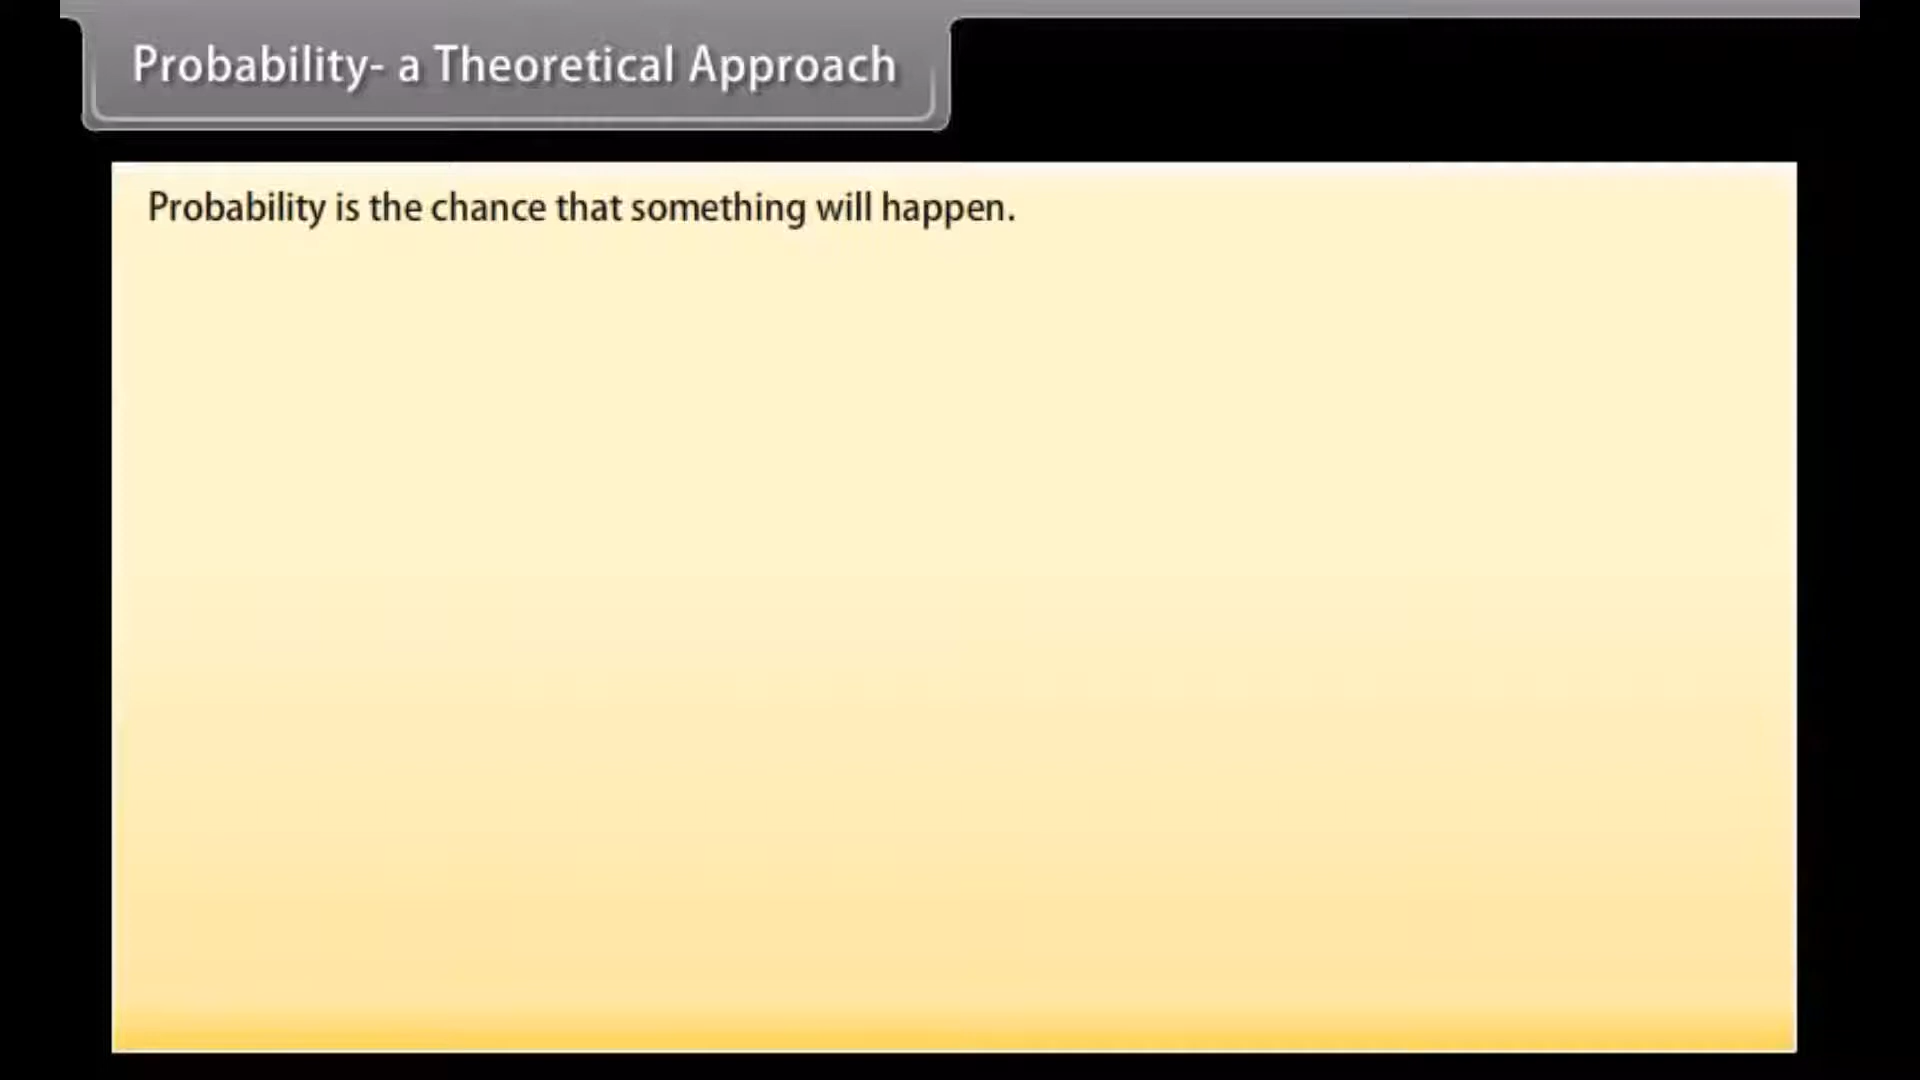 Probability- a Theoretical Approach
Probability is the chance that something will happen.